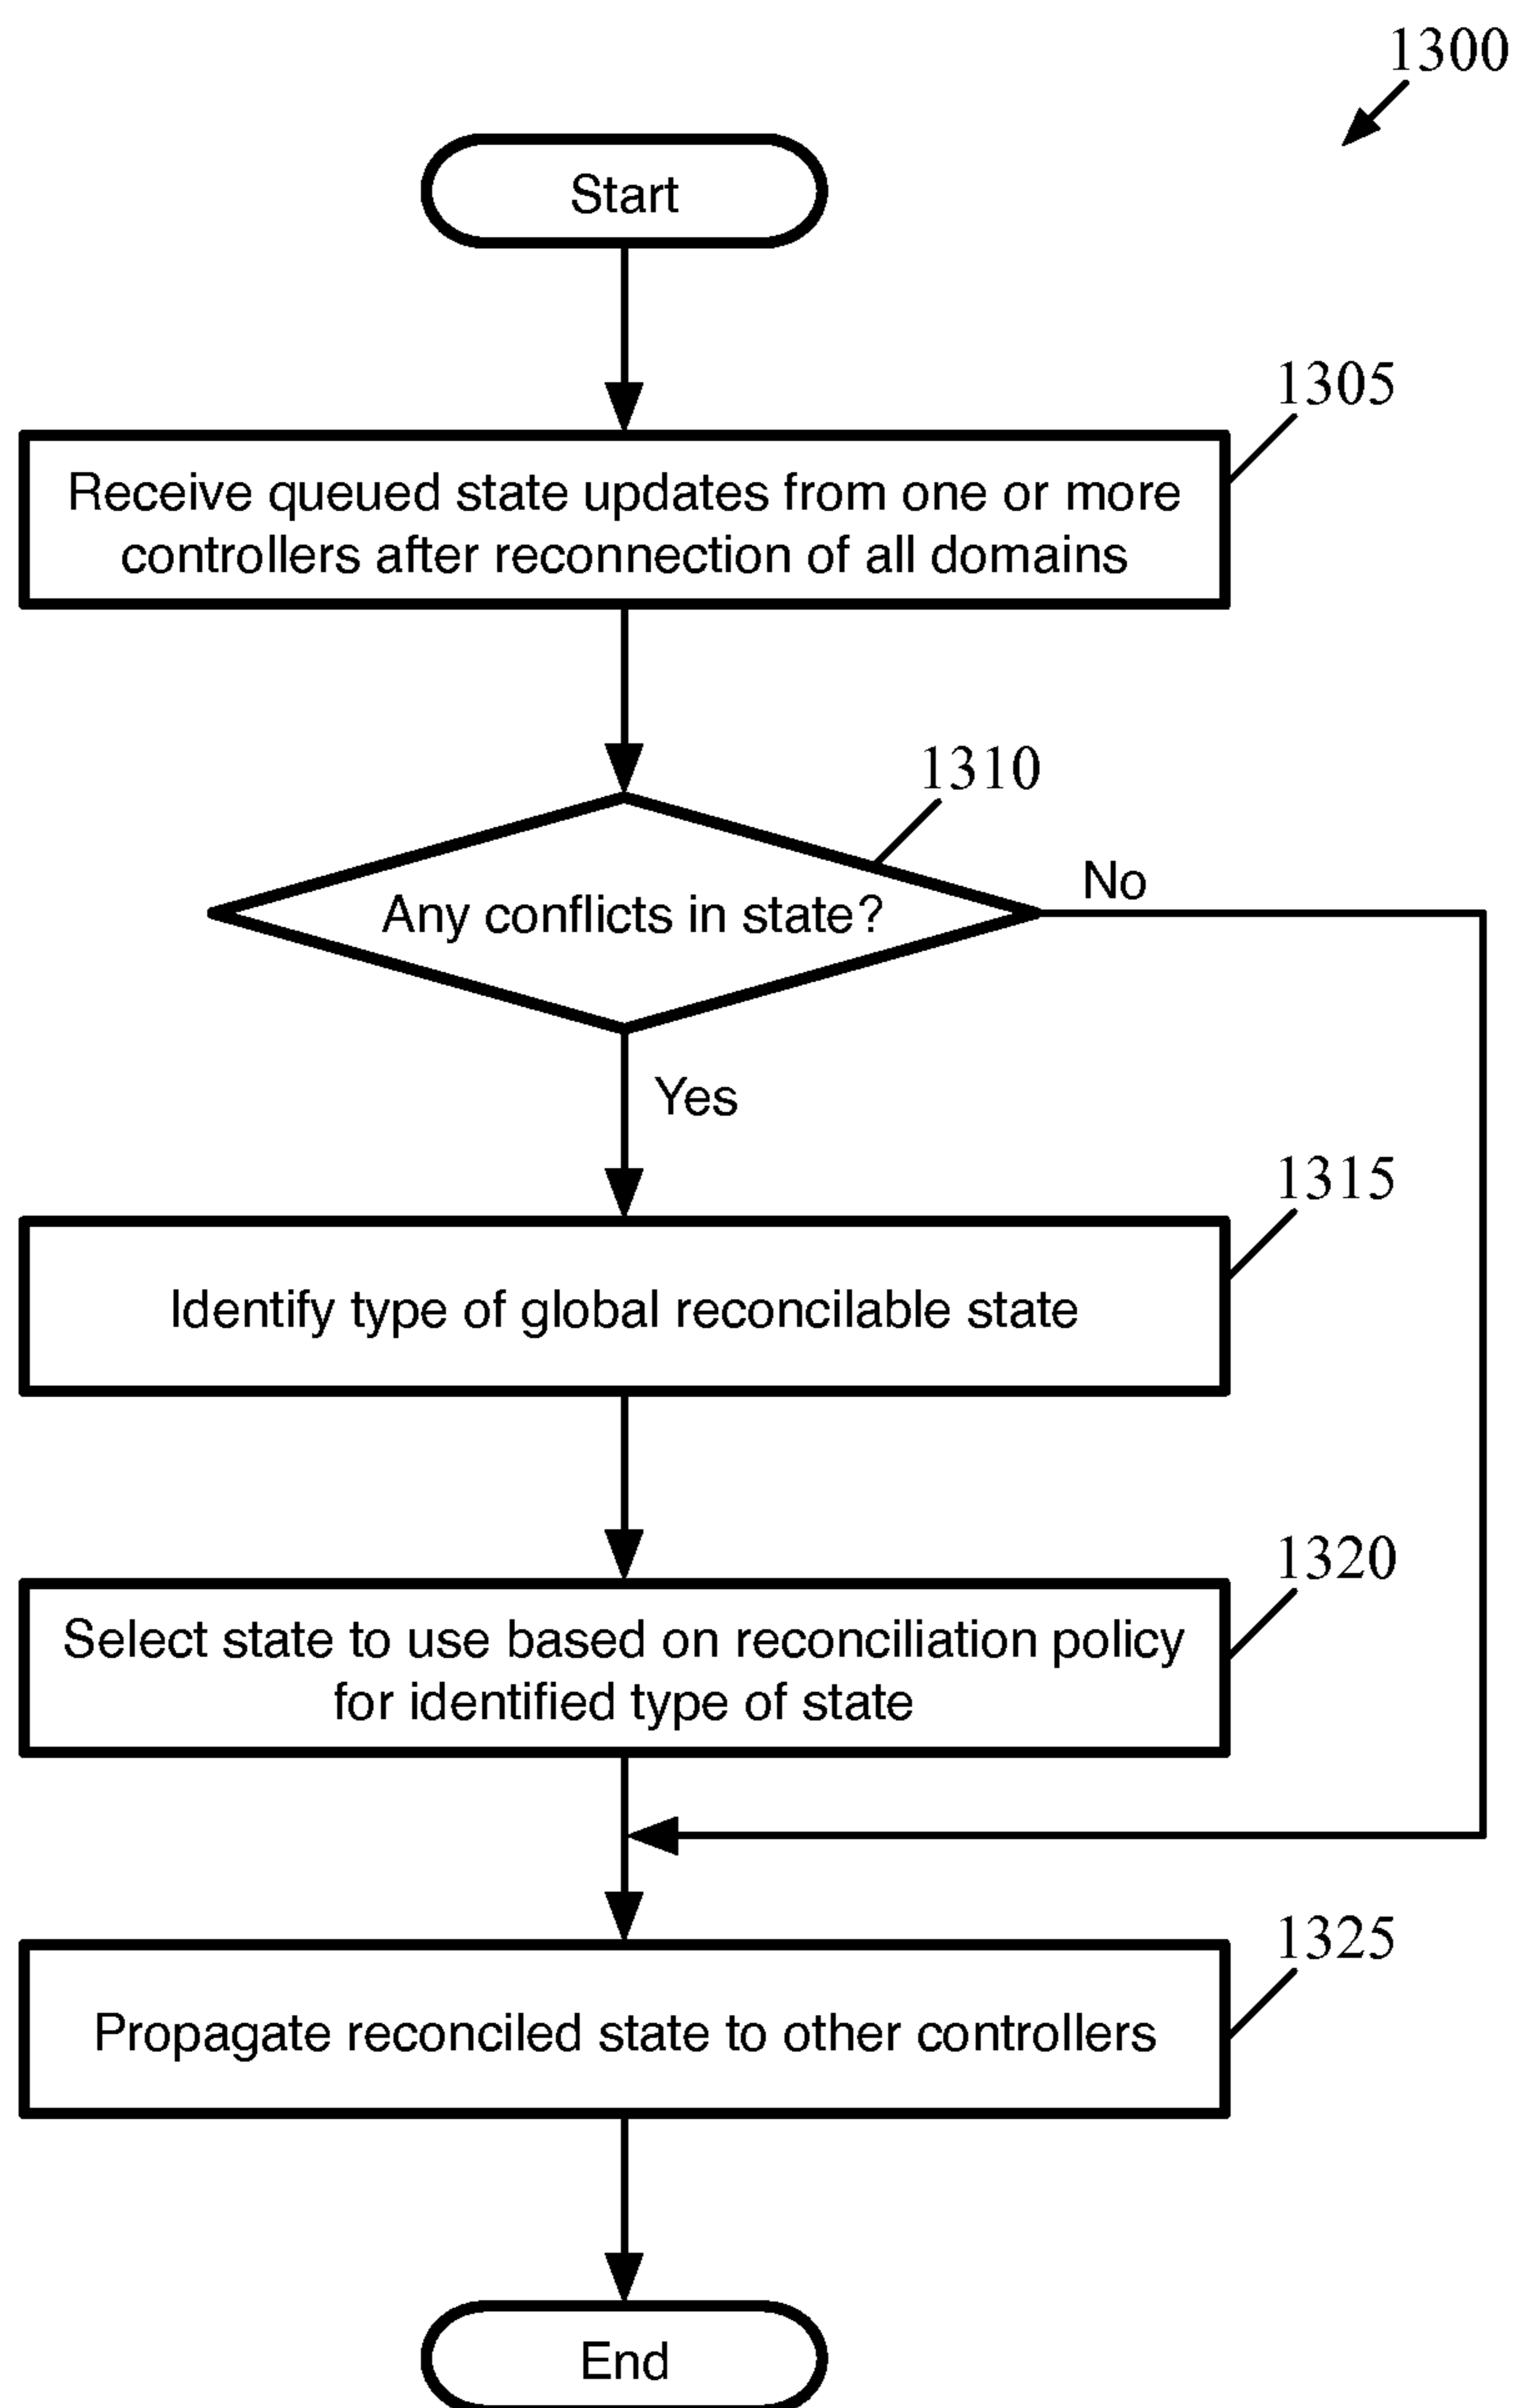 1300
Start
1305
Receive queued state updates from one or more
controllers after reconnection of all domains
1310
Any conflicts in state?
No
Yes
1315
Identify type of global reconcilable state
1320
Select state to use based on reconciliation policy
for identified type of state
1325
Propagate reconciled state to other controllers
End